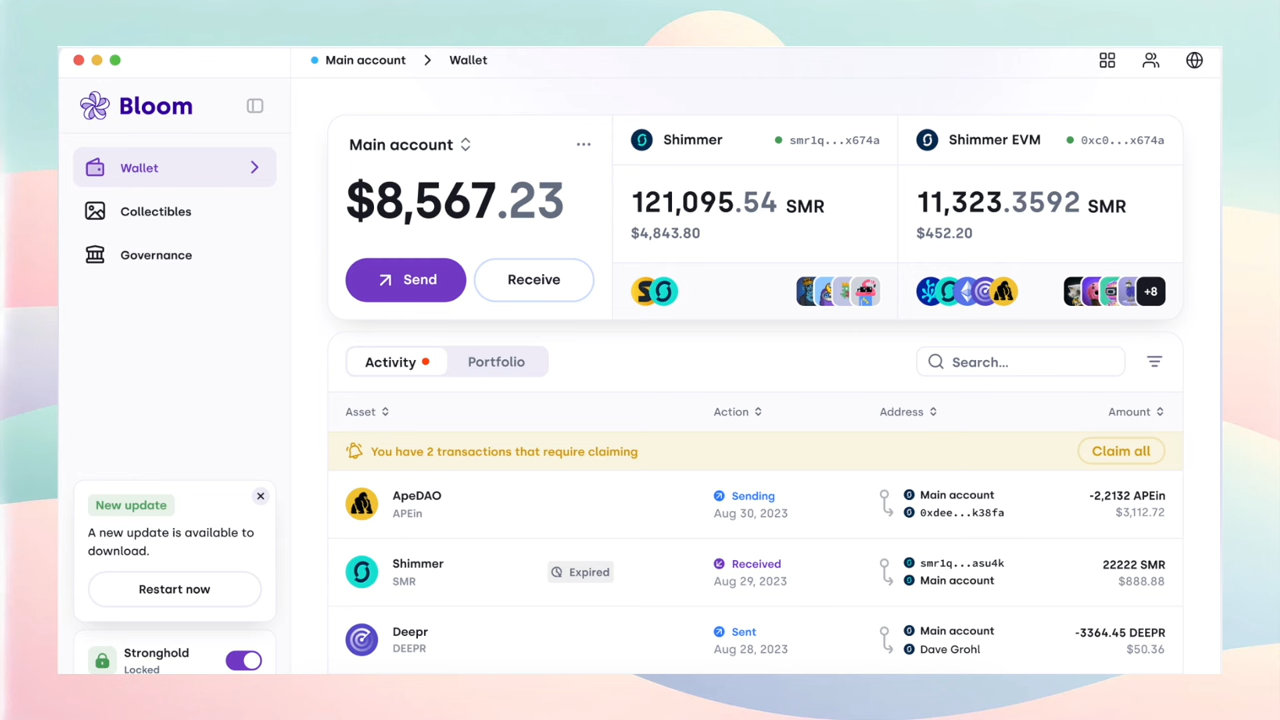 Main account > Wallet
Bloom
Wallet
Collectibles
Governance
New update
A new update is available to
download.
Restart now
Stronghold
Locked
Main account
$8,567.23
Send
Receive
Shimmer
smr1q...x674a
121,095.54 SMR
$4,843.80
Shimmer EVM
0xc0...x674a
11,323.3592 SMR
$452.20
+8
Activity
Portfolio
Search...
Asset
Action
Address
Amount
You have 2 transactions that require claiming
Claim all
ApeDAO
APEin
Sending
Aug 30, 2023
Main account
0xdee...k38fa
-2,2132 APEin
$3,112.72
Shimmer
SMR
Expired
Received
Aug 29, 2023
smr1q...asu4k
Main account
22222 SMR
$888.88
Deepr
DEEPR
Sent
Aug 28, 2023
Main account
Dave Grohl
-3364.45 DEEPR
$50.36